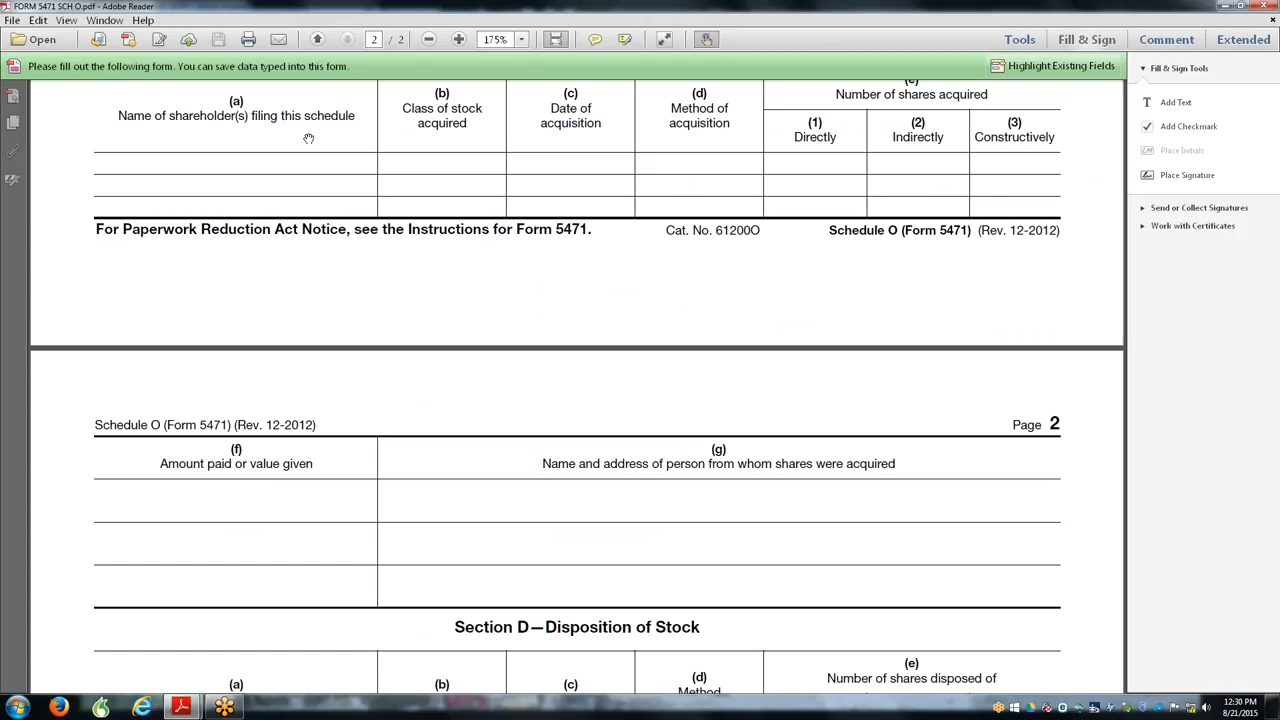 FORM 5471 SCH O.pdf - Adobe Reader
File Edit View Window Help
Open 2 / 2 175% Tools Fill & Sign Comment Extended
Please fill out the following form. You can save data typed into this form. Highlight Existing Fields
Fill & Sign Tools
Add Text
Add Checkmark
Place Initials
Place Signature
Send or Collect Signatures
Work with Certificates
(a)
Name of shareholder(s) filing this schedule
(b)
Class of stock
acquired
(c)
Date of
acquisition
(d)
Method of
acquisition
(e)
Number of shares acquired
(1)
Directly
(2)
Indirectly
(3)
Constructively
For Paperwork Reduction Act Notice, see the Instructions for Form 5471. Cat. No. 61200O Schedule O (Form 5471) (Rev. 12-2012)
Schedule O (Form 5471) (Rev. 12-2012) Page 2
(f)
Amount paid or value given
(g)
Name and address of person from whom shares were acquired
Section D—Disposition of Stock
(a)
(b)
(c)
(d)
Method
(e)
Number of shares disposed of
12:30 PM
8/21/2015